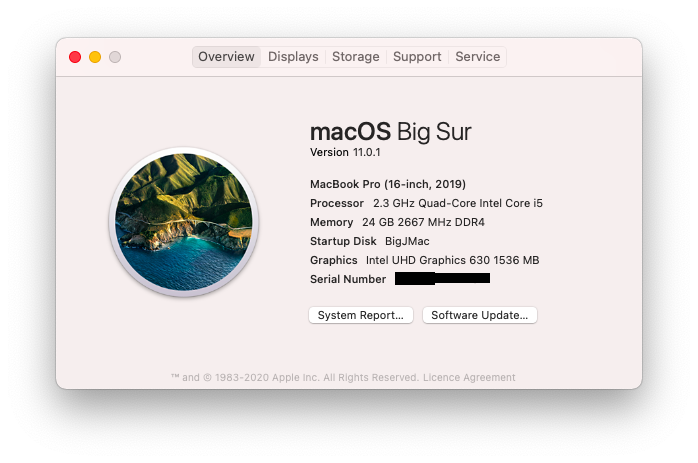 Overview Displays Storage Support Service
macOS Big Sur
Version 11.0.1
MacBook Pro (16-inch, 2019)
Processor 2.3 GHz Quad-Core Intel Core i5
Memory 24 GB 2667 MHz DDR4
Startup Disk BigJMac
Graphics Intel UHD Graphics 630 1536 MB
Serial Number
System Report... Software Update...
™ and © 1983-2020 Apple Inc. All Rights Reserved. Licence Agreement